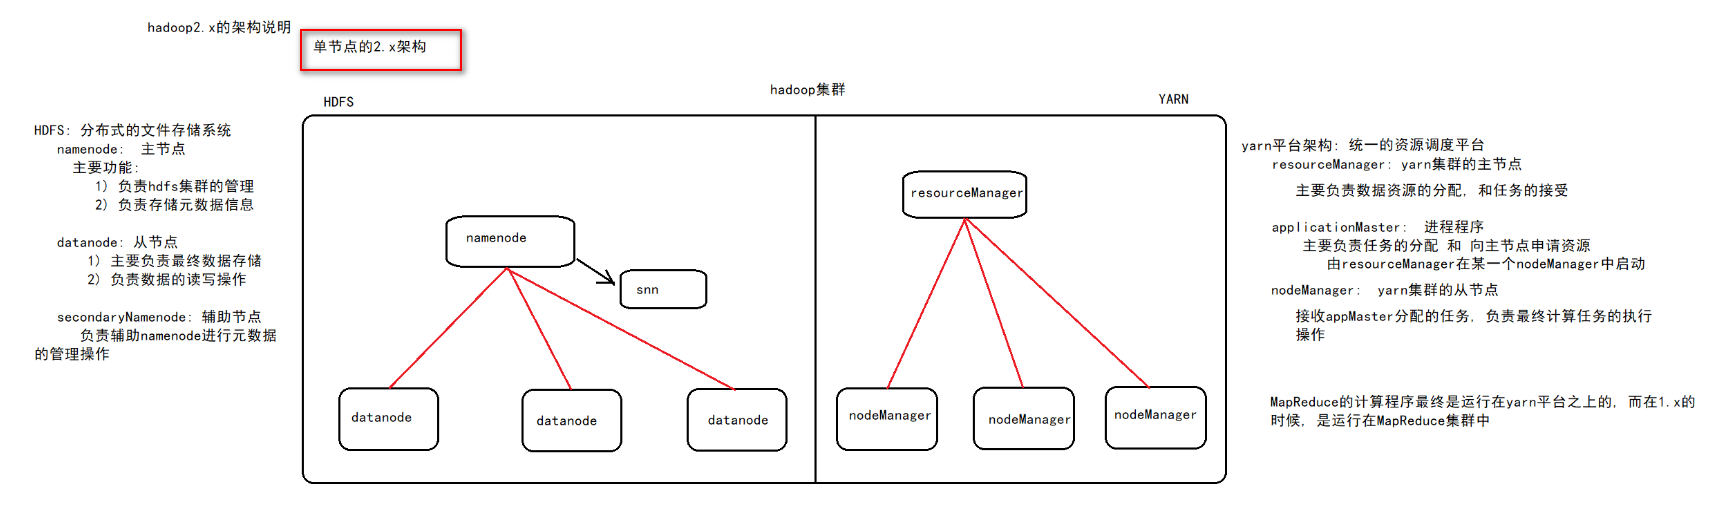 hadoop2.x的架构说明
单节点的2.x架构
hadoop集群
HDFS
YARN
HDFS: 分布式的文件存储系统
namenode: 主节点
主要功能:
1) 负责hdfs集群的管理
2) 负责存储元数据信息
datanode: 从节点
1) 主要负责最终数据存储
2) 负责数据的读写操作
secondaryNamenode: 辅助节点
负责辅助namenode进行元数据
的管理操作
namenode
snn
datanode
datanode
datanode
resourceManager
nodeManager
nodeManager
nodeManager
yarn平台架构: 统一的资源调度平台
resourceManager: yarn集群的主节点
主要负责数据资源的分配, 和任务的接受
applicationMaster: 进程程序
主要负责任务的分配 和 向主节点申请资源
由resourceManager在某一个nodeManager中启动
nodeManager: yarn集群的从节点
接收appMaster分配的任务, 负责最终计算任务的执行
操作
MapReduce的计算程序最终是运行在yarn平台之上的, 而在1.x的
时候, 是运行在MapReduce集群中